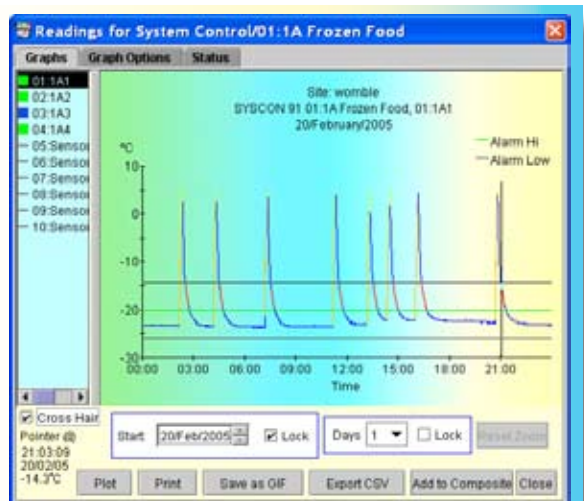 Readings for System Control/01:1A Frozen Food
Graphs Graph Options Status
01:1A1
02:1A2
03:1A3
04:1A4
05:Sensor
06:Sensor
07:Sensor
08:Sensor
09:Sensor
10:Sensor
Site: womble
SYSCON 91 01:1A Frozen Food, 01:1A1
20/February/2005
Alarm Hi
Alarm Low
ºC
10
0
-10
-20
-30
00:00 03:00 06:00 09:00 12:00 15:00 18:00 21:00
Time
Cross Hair
Pointer @
21:03:09
20/02/05
-14.3ºC
Start 20/Feb/2005 Lock Days 1 Lock Reset Zoom
Plot Print Save as GIF Export CSV Add to Composite Close